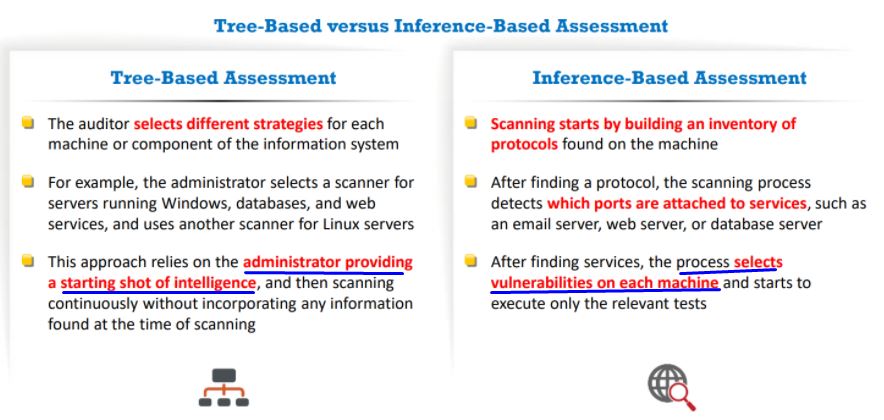 Tree-Based versus Inference-Based Assessment
Tree-Based Assessment
The auditor selects different strategies for each
machine or component of the information system
For example, the administrator selects a scanner for
servers running Windows, databases, and web
services, and uses another scanner for Linux servers
This approach relies on the administrator providing
a starting shot of intelligence, and then scanning
continuously without incorporating any information
found at the time of scanning
Inference-Based Assessment
Scanning starts by building an inventory of
protocols found on the machine
After finding a protocol, the scanning process
detects which ports are attached to services, such as
an email server, web server, or database server
After finding services, the process selects
vulnerabilities on each machine and starts to
execute only the relevant tests